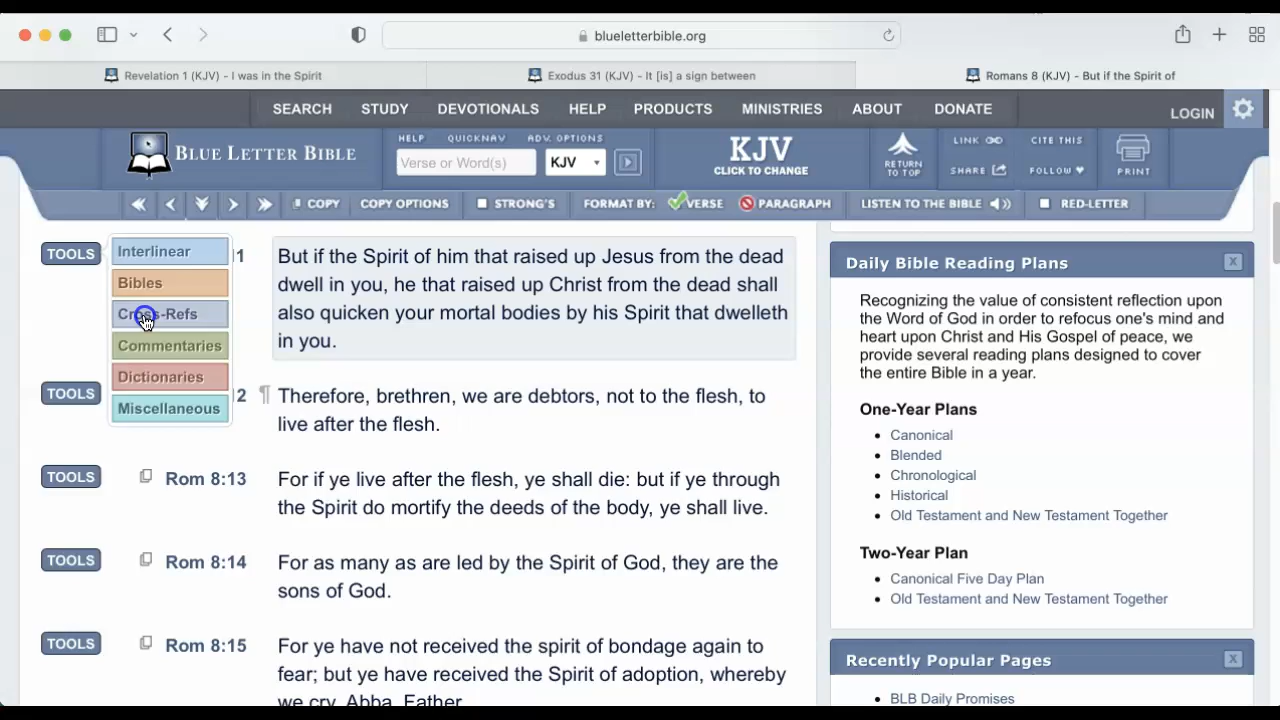 blueletterbible.org
Revelation 1 (KJV) - I was in the Spirit
Exodus 31 (KJV) - It [is] a sign between
Romans 8 (KJV) - But if the Spirit of
SEARCH STUDY DEVOTIONALS HELP PRODUCTS MINISTRIES ABOUT DONATE LOGIN
BLUE LETTER BIBLE
HELP QUICKNAV ADV. OPTIONS
Verse or Word(s) KJV
KJV
CLICK TO CHANGE
RETURN
TO TOP
LINK CITE THIS
SHARE FOLLOW
PRINT
COPY COPY OPTIONS STRONG'S FORMAT BY: VERSE PARAGRAPH LISTEN TO THE BIBLE RED-LETTER
TOOLS
Interlinear
Bibles
Cross-Refs
Commentaries
Dictionaries
Miscellaneous
1 But if the Spirit of him that raised up Jesus from the dead
dwell in you, he that raised up Christ from the dead shall
also quicken your mortal bodies by his Spirit that dwelleth
in you.
TOOLS 2 ¶ Therefore, brethren, we are debtors, not to the flesh, to
live after the flesh.
TOOLS Rom 8:13 For if ye live after the flesh, ye shall die: but if ye through
the Spirit do mortify the deeds of the body, ye shall live.
TOOLS Rom 8:14 For as many as are led by the Spirit of God, they are the
sons of God.
TOOLS Rom 8:15 For ye have not received the spirit of bondage again to
fear; but ye have received the Spirit of adoption, whereby
we cry, Abba, Father.
Daily Bible Reading Plans X
Recognizing the value of consistent reflection upon
the Word of God in order to refocus one's mind and
heart upon Christ and His Gospel of peace, we
provide several reading plans designed to cover
the entire Bible in a year.
One-Year Plans
• Canonical
• Blended
• Chronological
• Historical
• Old Testament and New Testament Together
Two-Year Plan
• Canonical Five Day Plan
• Old Testament and New Testament Together
Recently Popular Pages X
• BLB Daily Promises